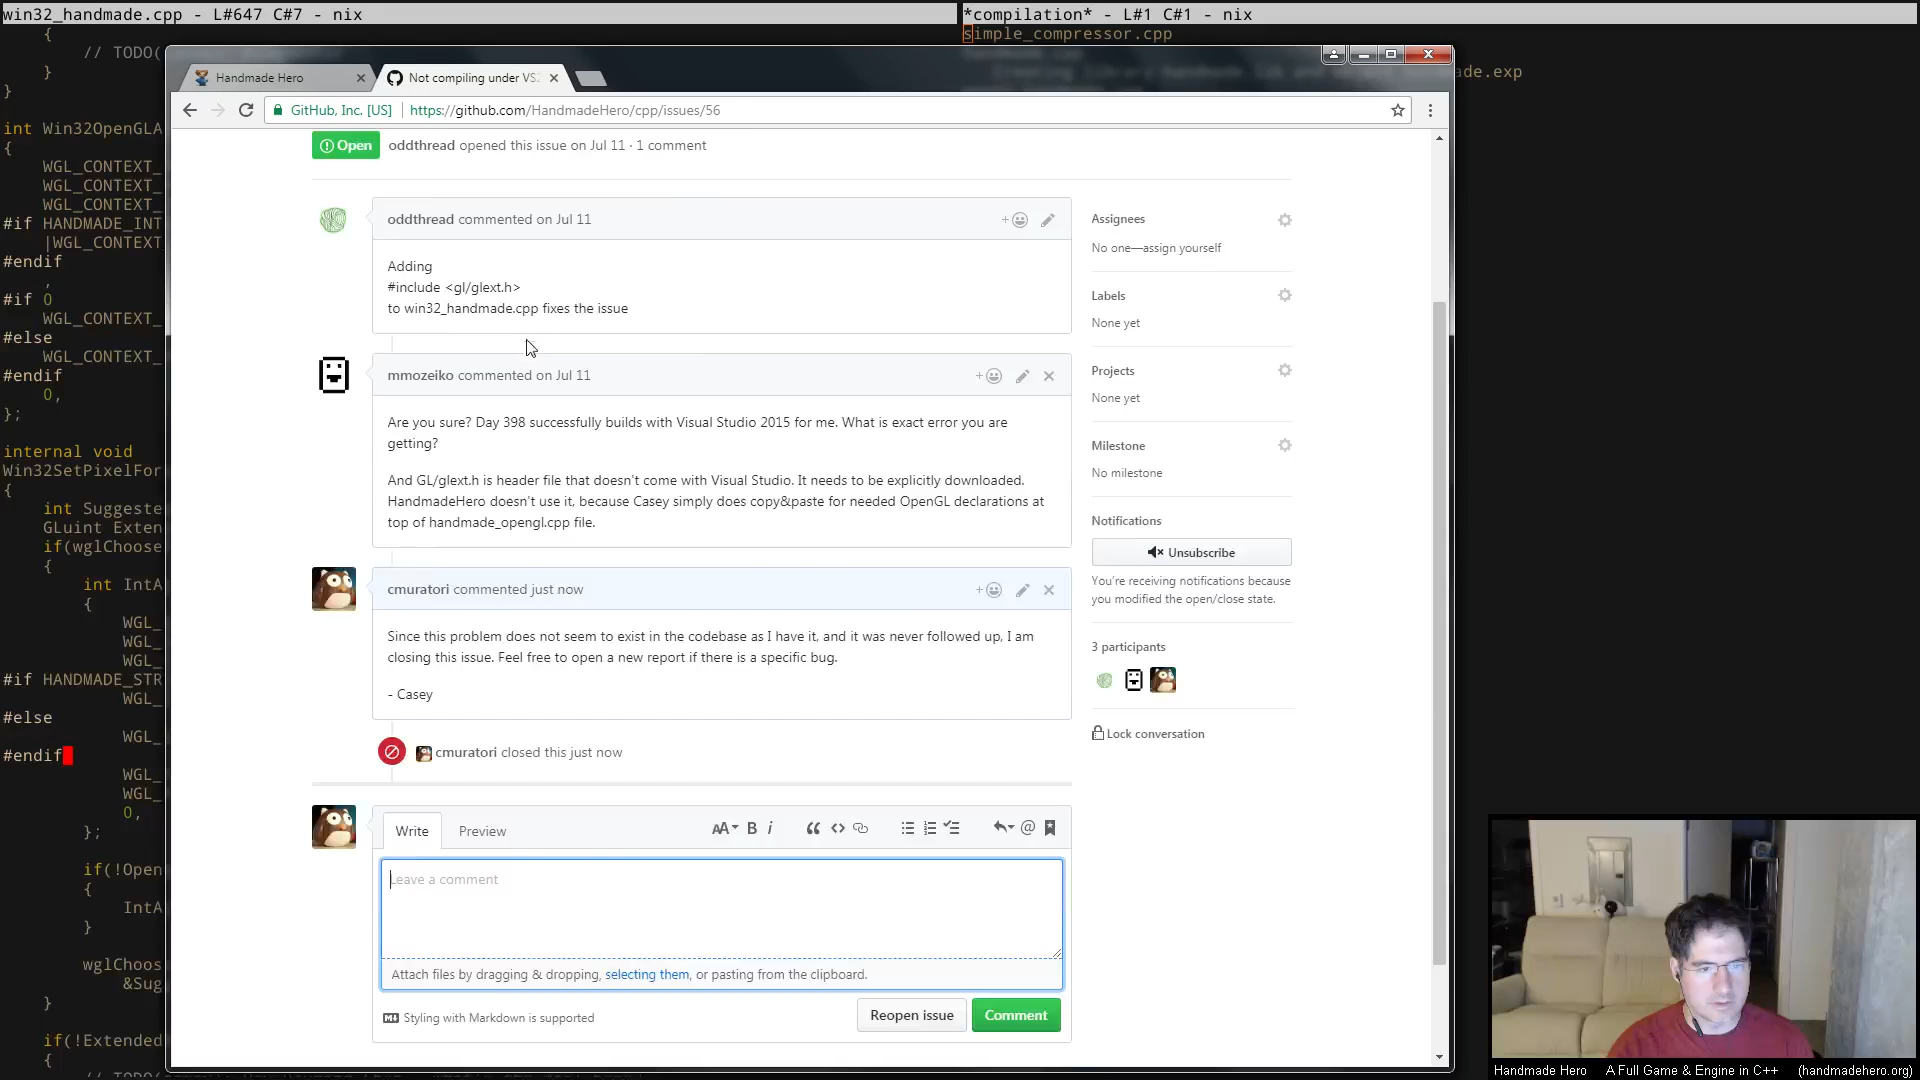 win32_handmade.cpp - L#647 C#7 - nix
*compilation* - L#1 C#1 - nix
simple_compressor.cpp
ade.exp
{
// TODO(
}
}
int Win32OpenGLA
{
WGL_CONTEXT_
WGL_CONTEXT_
WGL_CONTEXT_
#if HANDMADE_INT
|WGL_CONTEXT
#endif
,
#if 0
WGL_CONTEXT_
#else
WGL_CONTEXT_
#endif
0,
};
internal void
Win32SetPixelFor
{
int Suggeste
GLuint Exten
if(wglChoose
{
int IntA
{
WGL_
WGL_
WGL_
#if HANDMADE_STR
WGL_
#else
WGL_
#endif
WGL_
WGL_
0,
};
if(!Open
{
IntA
}
wglChoos
&Sug
}
if(!Extended
{
Handmade Hero
Not compiling under VS
GitHub, Inc. [US]
https://github.com/HandmadeHero/cpp/issues/56
Open
oddthread opened this issue on Jul 11 · 1 comment
oddthread commented on Jul 11
Adding
#include <gl/glext.h>
to win32_handmade.cpp fixes the issue
mmozeiko commented on Jul 11
Are you sure? Day 398 successfully builds with Visual Studio 2015 for me. What is exact error you are
getting?
And GL/glext.h is header file that doesn't come with Visual Studio. It needs to be explicitly downloaded.
HandmadeHero doesn't use it, because Casey simply does copy&paste for needed OpenGL declarations at
top of handmade_opengl.cpp file.
cmuratori commented just now
Since this problem does not seem to exist in the codebase as I have it, and it was never followed up, I am
closing this issue. Feel free to open a new report if there is a specific bug.
- Casey
cmuratori closed this just now
Write
Preview
AA
B
i
Leave a comment
Attach files by dragging & dropping, selecting them, or pasting from the clipboard.
Styling with Markdown is supported
Reopen issue
Comment
Assignees
No one—assign yourself
Labels
None yet
Projects
None yet
Milestone
No milestone
Notifications
Unsubscribe
You're receiving notifications because
you modified the open/close state.
3 participants
Lock conversation
Handmade Hero
A Full Game & Engine in C++
(handmadehero.org)